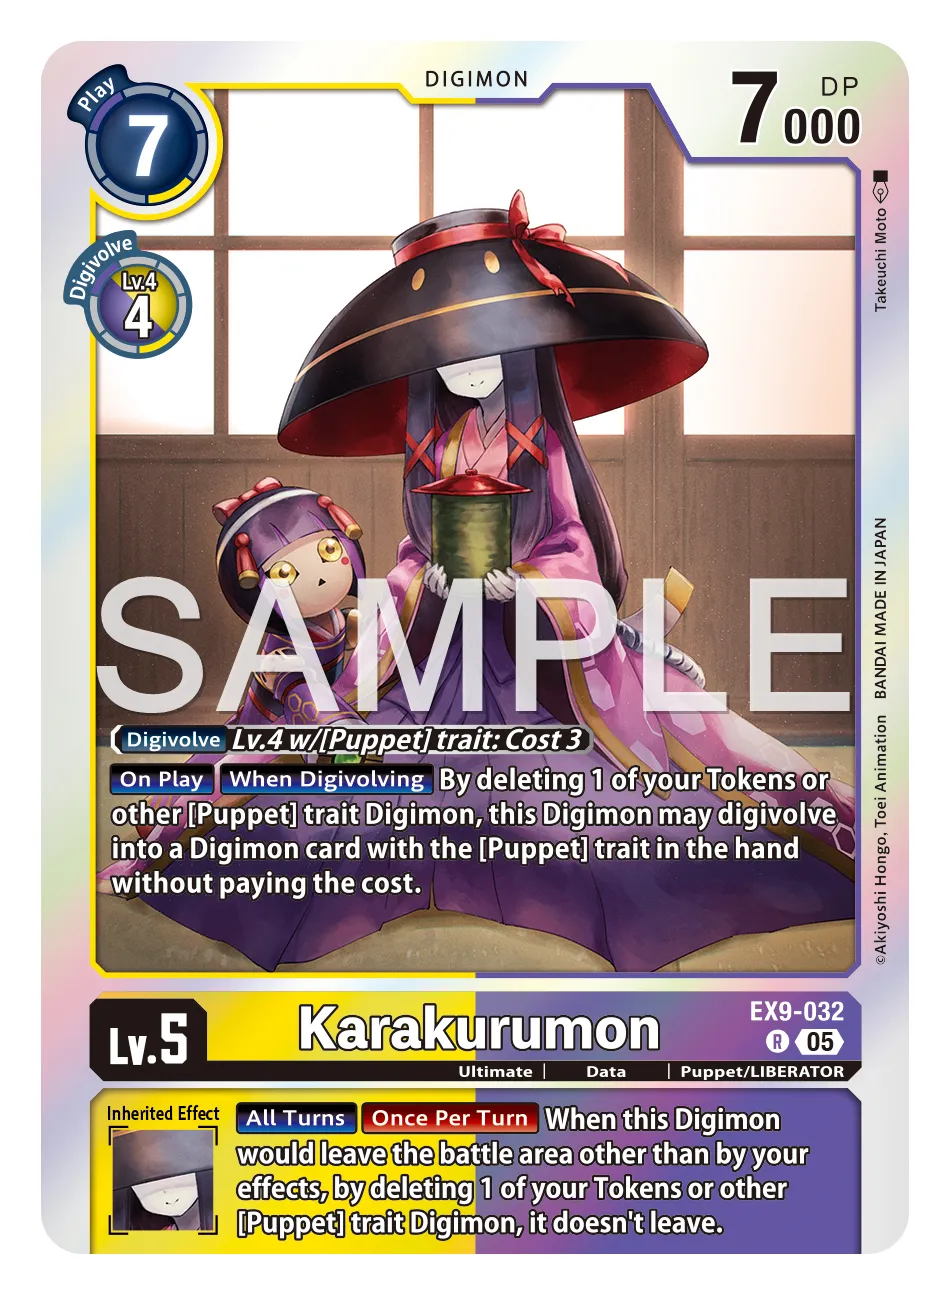 DIGIMON
Play
7
DP
7000
Digivolve
Lv.4
4
Takeuchi Moto
SAMPLE
Digivolve Lv.4 w/[Puppet] trait: Cost 3
On Play When Digivolving By deleting 1 of your Tokens or
other [Puppet] trait Digimon, this Digimon may digivolve
into a Digimon card with the [Puppet] trait in the hand
without paying the cost.
©Akiyoshi Hongo, Toei Animation BANDAI MADE IN JAPAN
Lv.5
Karakurumon
EX9-032
R 05
Ultimate | Data | Puppet/LIBERATOR
Inherited Effect
All Turns Once Per Turn When this Digimon
would leave the battle area other than by your
effects, by deleting 1 of your Tokens or other
[Puppet] trait Digimon, it doesn't leave.